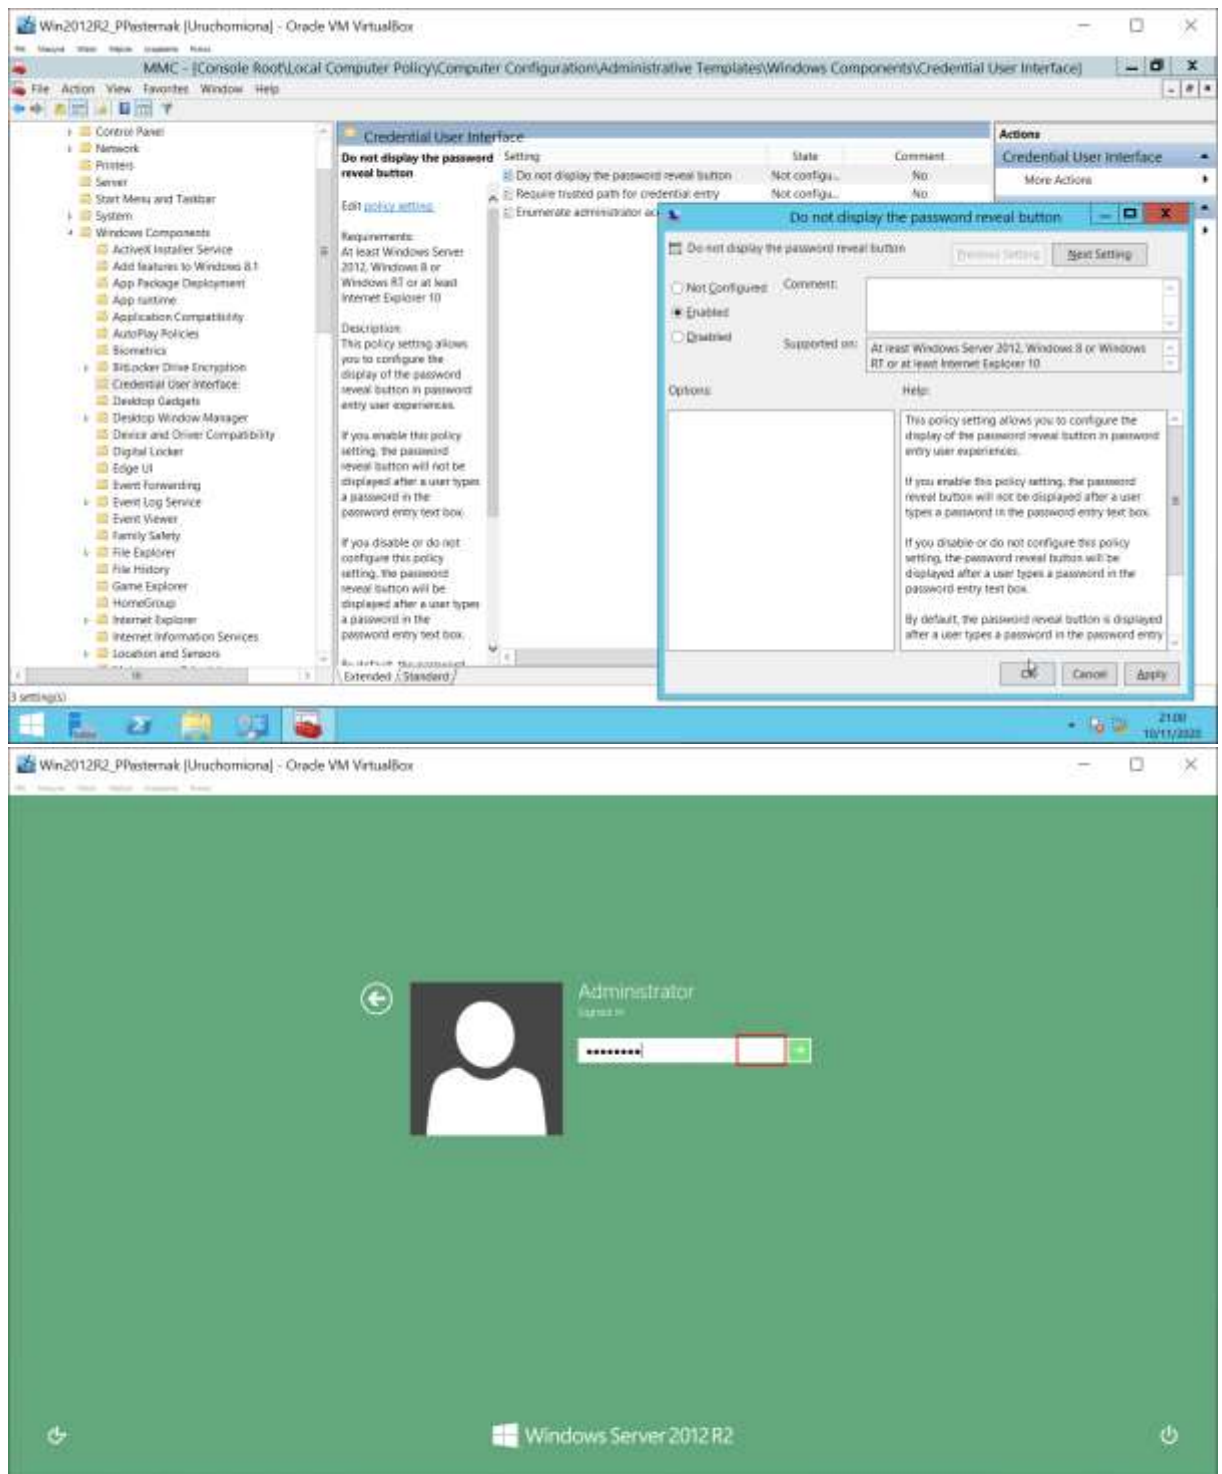 Win2012R2_PPasternak [Uruchomiona] - Oracle VM VirtualBox
MMC - [Console Root\Local Computer Policy\Computer Configuration\Administrative Templates\Windows Components\Credential User Interface]
File Action View Favorites Window Help
Control Panel
Network
Printers
Server
Start Menu and Taskbar
System
Windows Components
ActiveX Installer Service
Add features to Windows 8.1
App Package Deployment
App runtime
Application Compatibility
AutoPlay Policies
Biometrics
BitLocker Drive Encryption
Credential User Interface
Desktop Gadgets
Desktop Window Manager
Device and Driver Compatibility
Digital Locker
Edge UI
Event Forwarding
Event Log Service
Event Viewer
Family Safety
File Explorer
File History
Game Explorer
HomeGroup
Internet Explorer
Internet Information Services
Location and Sensors
3 setting(s)
Credential User Interface
Do not display the password
reveal button
Edit policy setting
Requirements:
At least Windows Server
2012, Windows 8 or
Windows RT or at least
Internet Explorer 10
Description:
This policy setting allows
you to configure the
display of the password
reveal button in password
entry user experiences.
If you enable this policy
setting, the password
reveal button will not be
displayed after a user types
a password in the
password entry text box.
If you disable or do not
configure this policy
setting, the password
reveal button will be
displayed after a user types
a password in the
password entry text box.
By default, the password
Extended Standard
Setting State Comment
Do not display the password reveal button Not configu... No
Require trusted path for credential entry Not configu... No
Enumerate administrator ac
Actions
Credential User Interface
More Actions
Do not display the password reveal button
Do not display the password reveal button
Previous Setting Next Setting
Not Configured
Enabled
Disabled
Comment:
Supported on:
At least Windows Server 2012, Windows 8 or Windows
RT or at least Internet Explorer 10
Options:
Help:
This policy setting allows you to configure the
display of the password reveal button in password
entry user experiences.
If you enable this policy setting, the password
reveal button will not be displayed after a user
types a password in the password entry text box.
If you disable or do not configure this policy
setting, the password reveal button will be
displayed after a user types a password in the
password entry text box.
By default, the password reveal button is displayed
after a user types a password in the password entry
OK Cancel Apply
21:00
10/11/2020
Win2012R2_PPasternak [Uruchomiona] - Oracle VM VirtualBox
Administrator
Signed in
Windows Server 2012 R2